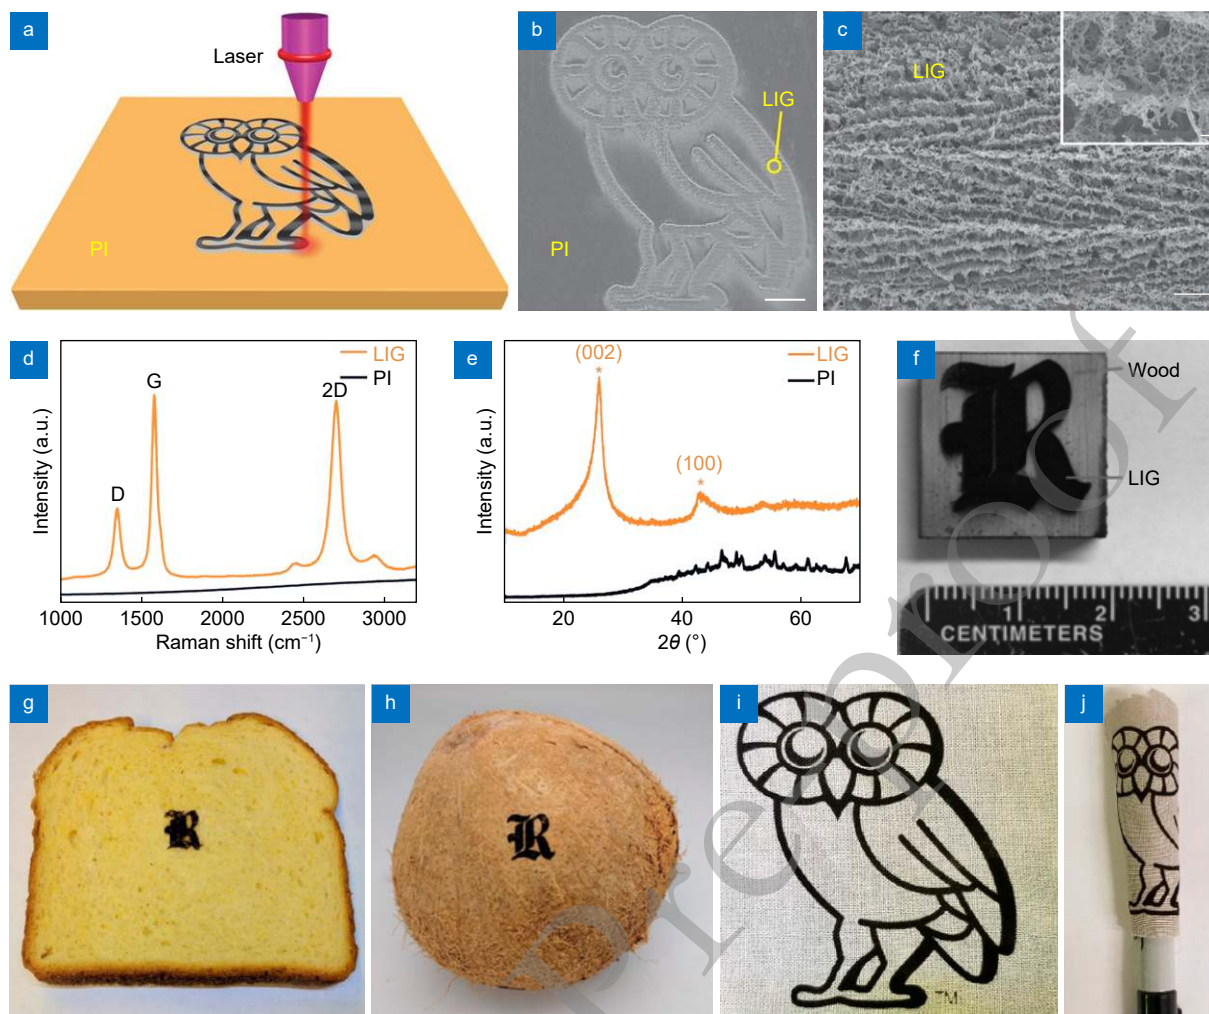 a
Laser
PI
b
LIG
PI
c
LIG
d
LIG
PI
G
2D
D
Intensity (a.u.)
1000 1500 2000 2500 3000
Raman shift (cm⁻¹)
e
(002)
*
LIG
PI
(100)
*
Intensity (a.u.)
20 40 60
2θ (°)
f
Wood
LIG
R
1 2 3
CENTIMETERS
g
R
h
R
i
TM
j
Pre-proof